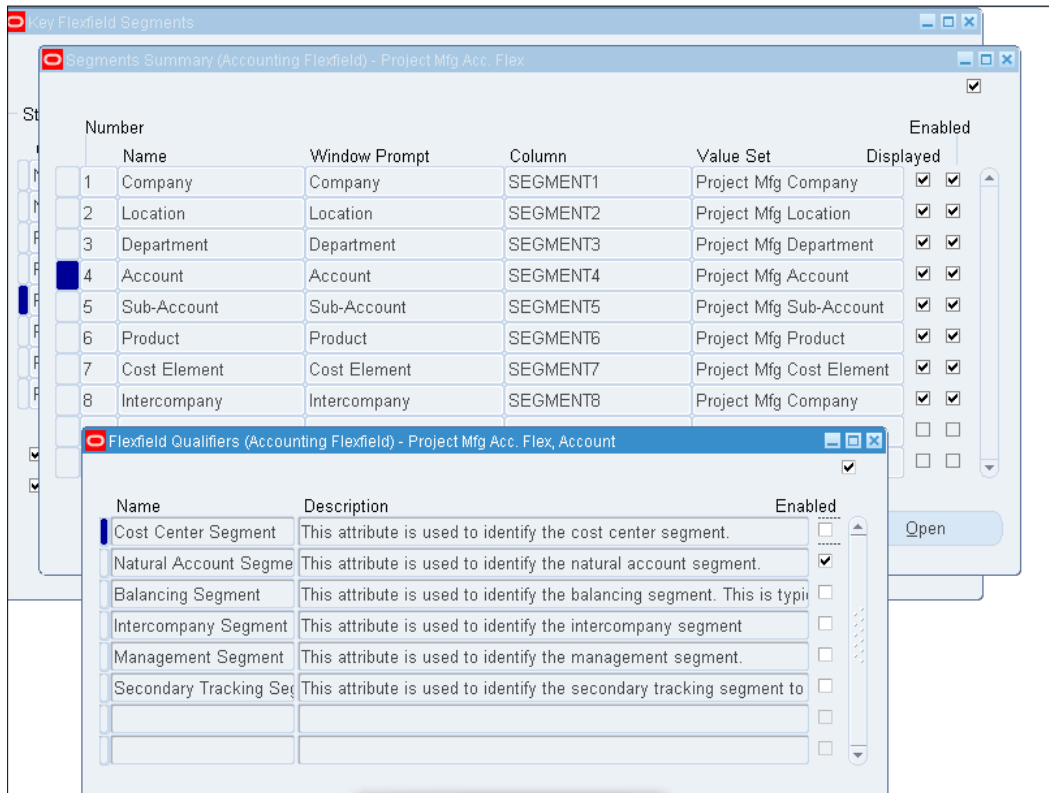 Key Flexfield Segments
Segments Summary (Accounting Flexfield) - Project Mfg Acc. Flex
St
Number Enabled
Name Window Prompt Column Value Set Displayed
1 Company Company SEGMENT1 Project Mfg Company
2 Location Location SEGMENT2 Project Mfg Location
3 Department Department SEGMENT3 Project Mfg Department
4 Account Account SEGMENT4 Project Mfg Account
5 Sub-Account Sub-Account SEGMENT5 Project Mfg Sub-Account
6 Product Product SEGMENT6 Project Mfg Product
7 Cost Element Cost Element SEGMENT7 Project Mfg Cost Element
8 Intercompany Intercompany SEGMENT8 Project Mfg Company
Flexfield Qualifiers (Accounting Flexfield) - Project Mfg Acc. Flex, Account
Name Description Enabled
Cost Center Segment This attribute is used to identify the cost center segment.
Natural Account Segme This attribute is used to identify the natural account segment.
Balancing Segment This attribute is used to identify the balancing segment. This is typi
Intercompany Segment This attribute is used to identify the intercompany segment
Management Segment This attribute is used to identify the management segment.
Secondary Tracking Seg This attribute is used to identify the secondary tracking segment to
Open